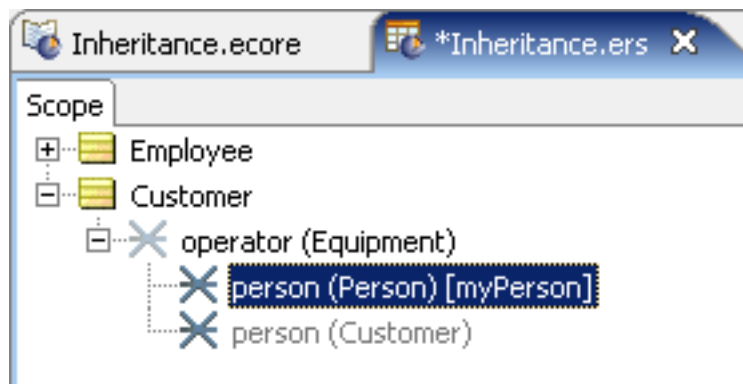 Inheritance.ecore *Inheritance.ers
Scope
Employee
Customer
operator (Equipment)
person (Person) [myPerson]
person (Customer)